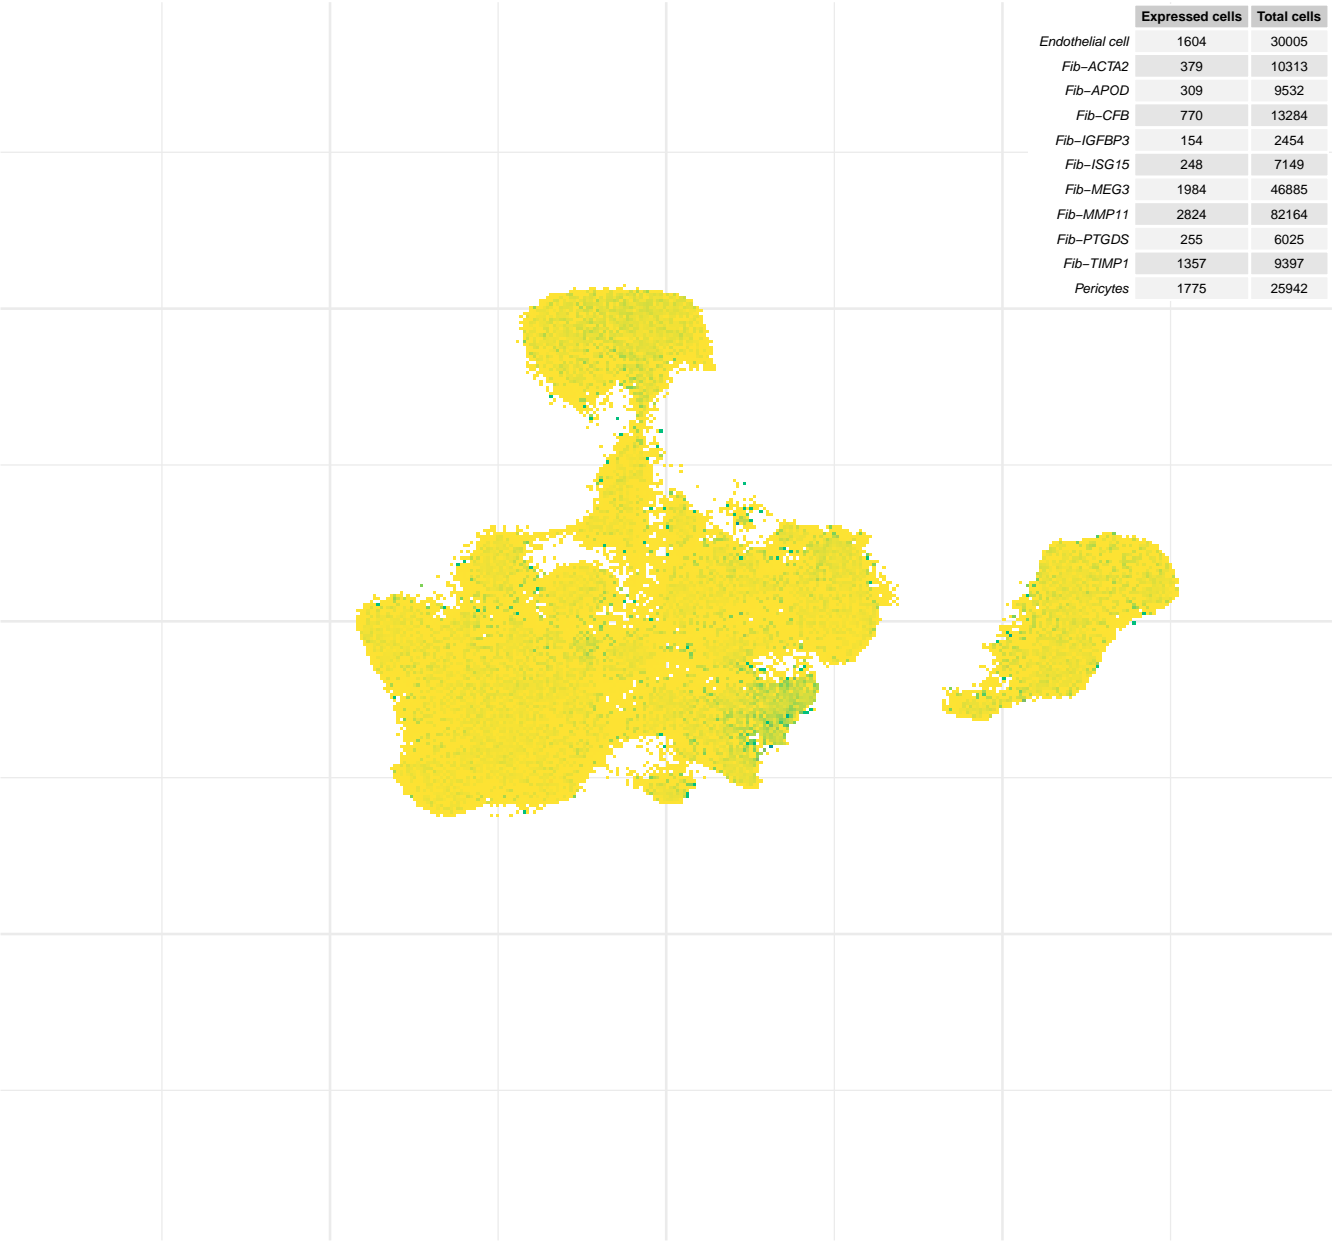 Expressed cells Total cells
Endothelial cell 1604 30005
Fib−ACTA2 379 10313
Fib−APOD 309 9532
Fib−CFB 770 13284
Fib−IGFBP3 154 2454
Fib−ISG15 248 7149
Fib−MEG3 1984 46885
Fib−MMP11 2824 82164
Fib−PTGDS 255 6025
Fib−TIMP1 1357 9397
Pericytes 1775 25942